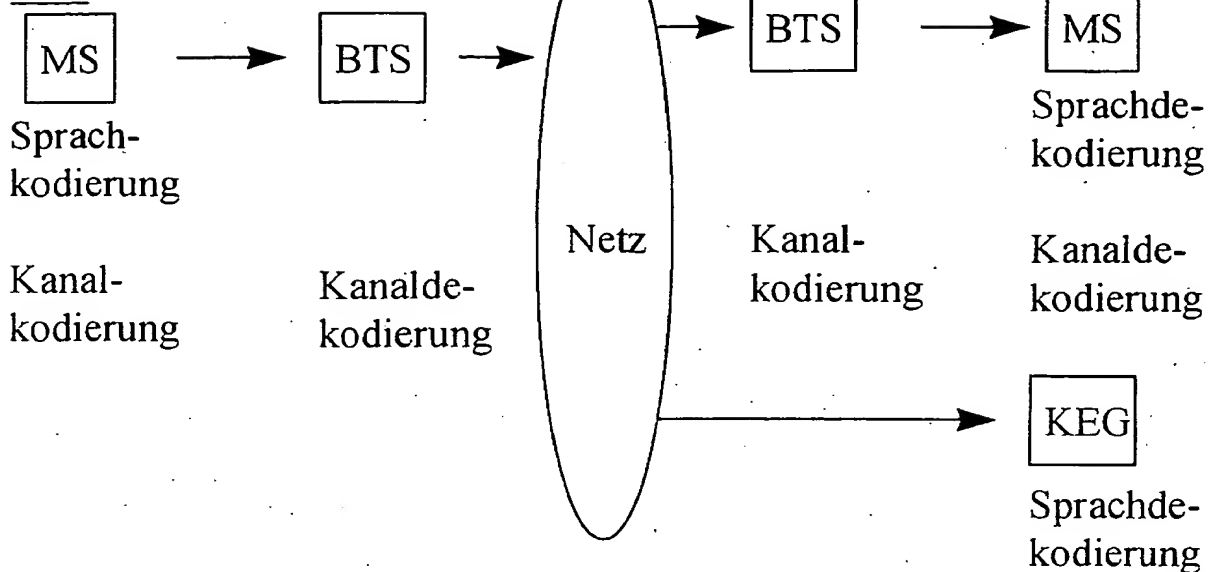 MS
BTS
BTS
MS
Sprach-
kodierung
Sprachde-
kodierung
Netz
Kanal-
kodierung
Kanalde-
kodierung
Kanal-
kodierung
Kanalde-
kodierung
KEG
Sprachde-
kodierung